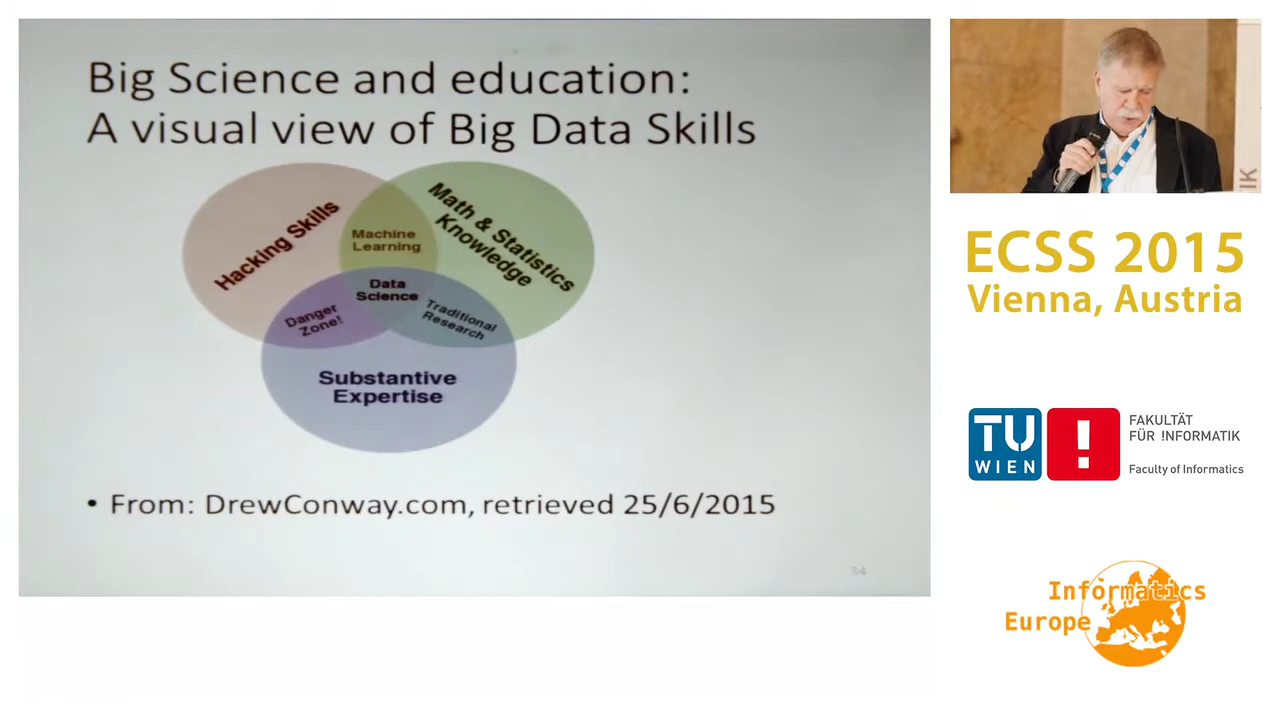 Big Science and education:
A visual view of Big Data Skills
Hacking Skills
Math & Statistics
Knowledge
Machine
Learning
Data
Science
Danger
Zone!
Traditional
Research
Substantive
Expertise
• From: DrewConway.com, retrieved 25/6/2015
34
IK
ECSS 2015
Vienna, Austria
TU
WIEN
!
FAKULTÄT
FÜR !NFORMATIK
Faculty of Informatics
Informatics
Europe